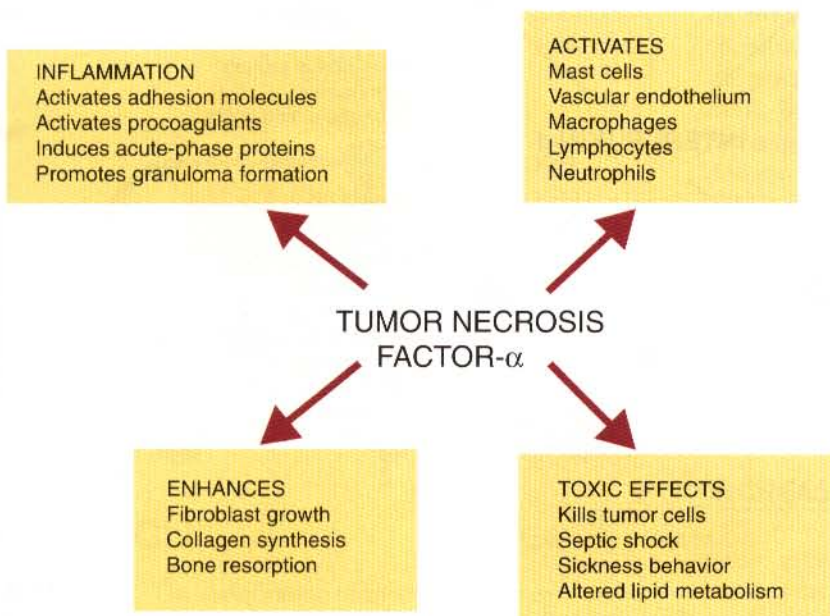 INFLAMMATION
Activates adhesion molecules
Activates procoagulants
Induces acute-phase proteins
Promotes granuloma formation
ACTIVATES
Mast cells
Vascular endothelium
Macrophages
Lymphocytes
Neutrophils
TUMOR NECROSIS
FACTOR-α
ENHANCES
Fibroblast growth
Collagen synthesis
Bone resorption
TOXIC EFFECTS
Kills tumor cells
Septic shock
Sickness behavior
Altered lipid metabolism